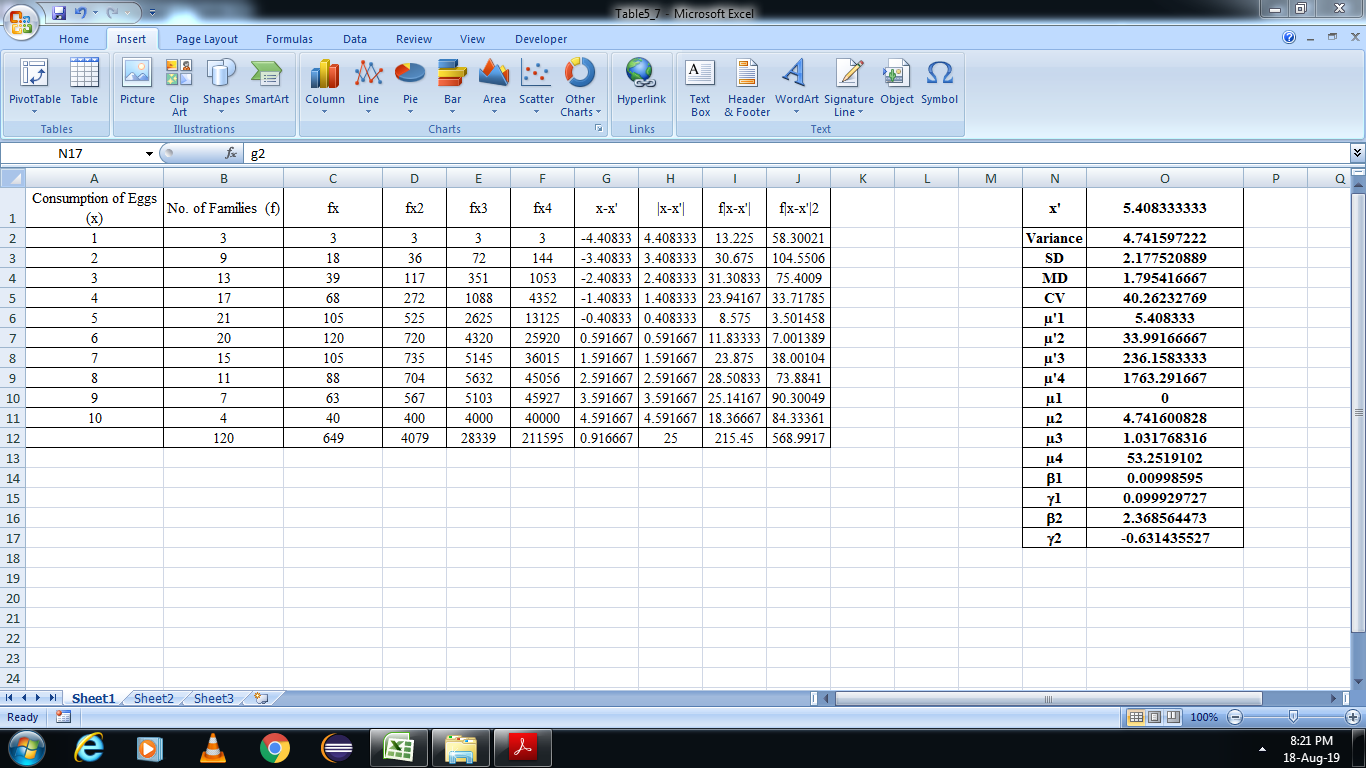 Table5_7 - Microsoft Excel
Home Insert Page Layout Formulas Data Review View Developer
PivotTable Table Picture Clip Art Shapes SmartArt Column Line Pie Bar Area Scatter Other Charts Hyperlink Text Box Header & Footer WordArt Signature Line Object Symbol
Tables Illustrations Charts Links Text
N17 fx g2
A B C D E F G H I J K L M N O P Q
Consumption of Eggs (x) No. of Families (f) fx fx2 fx3 fx4 x-x' |x-x'| f|x-x'| f|x-x'|2 x' 5.408333333
1
2 1 3 3 3 3 3 -4.40833 4.408333 13.225 58.30021 Variance 4.741597222
3 2 9 18 36 72 144 -3.40833 3.408333 30.675 104.5506 SD 2.177520889
4 3 13 39 117 351 1053 -2.40833 2.408333 31.30833 75.4009 MD 1.795416667
5 4 17 68 272 1088 4352 -1.40833 1.408333 23.94167 33.71785 CV 40.26232769
6 5 21 105 525 2625 13125 -0.40833 0.408333 8.575 3.501458 µ'1 5.408333
7 6 20 120 720 4320 25920 0.591667 0.591667 11.83333 7.001389 µ'2 33.99166667
8 7 15 105 735 5145 36015 1.591667 1.591667 23.875 38.00104 µ'3 236.1583333
9 8 11 88 704 5632 45056 2.591667 2.591667 28.50833 73.8841 µ'4 1763.291667
10 9 7 63 567 5103 45927 3.591667 3.591667 25.14167 90.30049 µ1 0
11 10 4 40 400 4000 40000 4.591667 4.591667 18.36667 84.33361 µ2 4.741600828
12 120 649 4079 28339 211595 0.916667 25 215.45 568.9917 µ3 1.031768316
13 µ4 53.2519102
14 β1 0.00998595
15 γ1 0.099929727
16 β2 2.368564473
17 γ2 -0.631435527
18
19
20
21
22
23
24
Sheet1 Sheet2 Sheet3
Ready 100%
8:21 PM
18-Aug-19